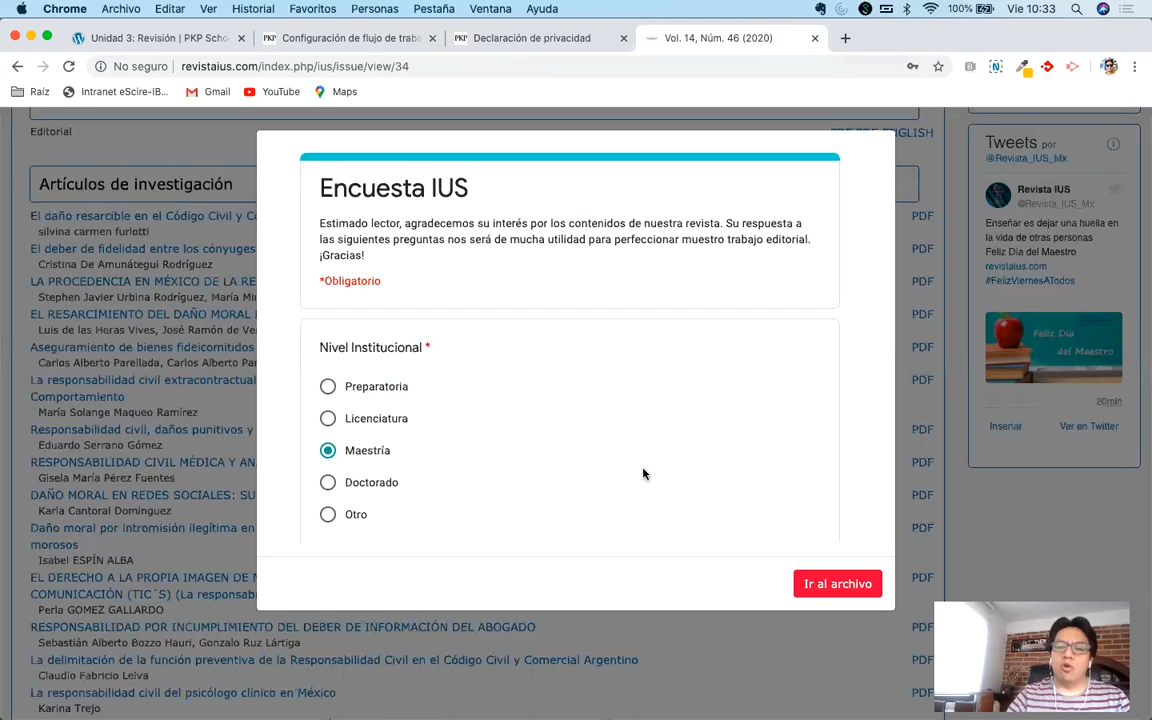 Chrome Archivo Editar Ver Historial Favoritos Personas Pestaña Ventana Ayuda 100% Vie 10:33
Unidad 3: Revisión | PKP Scho
PKP Configuración de flujo de trab
PKP Declaración de privacidad
Vol. 14, Núm. 46 (2020)
No seguro revistaius.com/index.php/ius/issue/view/34
Raíz Intranet eScire-IB... Gmail YouTube Maps
Editorial
ENGLISH
Artículos de investigación
El daño resarcible en el Código Civil y C PDF
silvina carmen furlotti
El deber de fidelidad entre los cónyuges PDF
Cristina De Amunátegui Rodríguez
LA PROCEDENCIA EN MÉXICO DE LA RE PDF
Stephen Javier Urbina Rodríguez, María Mi
EL RESARCIMIENTO DEL DAÑO MORAL PDF
Luis de las Heras Vives, José Ramón de Ve
Aseguramiento de bienes fideicomitidos PDF
Carlos Alberto Parellada, Carlos Alberto Par
La responsabilidad civil extracontractual PDF
Comportamiento
María Solange Maqueo Ramírez
Responsabilidad civil, daños punitivos y PDF
Eduardo Serrano Gómez
RESPONSABILIDAD CIVIL MÉDICA Y AN PDF
Gisela María Pérez Fuentes
DAÑO MORAL EN REDES SOCIALES: SU PDF
Karla Cantoral Domínguez
Daño moral por intromisión ilegítima en PDF
morosos
Isabel ESPÍN ALBA
EL DERECHO A LA PROPIA IMAGEN DE PDF
COMUNICACIÓN (TIC´S) (La responsab
Perla GOMEZ GALLARDO
RESPONSABILIDAD POR INCUMPLIMIENTO DEL DEBER DE INFORMACIÓN DEL ABOGADO PDF
Sebastián Alberto Bozzo Hauri, Gonzalo Ruz Lártiga
La delimitación de la función preventiva de la Responsabilidad Civil en el Código Civil y Comercial Argentino PDF
Claudio Fabricio Leiva
La responsabilidad civil del psicólogo clínico en México PDF
Karina Trejo
Encuesta IUS
Estimado lector, agradecemos su interés por los contenidos de nuestra revista. Su respuesta a
las siguientes preguntas nos será de mucha utilidad para perfeccionar muestro trabajo editorial.
¡Gracias!
*Obligatorio
Nivel Institucional *
Preparatoria
Licenciatura
Maestría
Doctorado
Otro
Ir al archivo
Tweets por
@Revista_IUS_Mx
Revista IUS
@Revista_IUS_Mx
Enseñar es dejar una huella en
la vida de otras personas
Feliz Dia del Maestro
revistaius.com
#FelizViernesATodos
Feliz Día
del Maestro
20min
Insertar Ver en Twitter